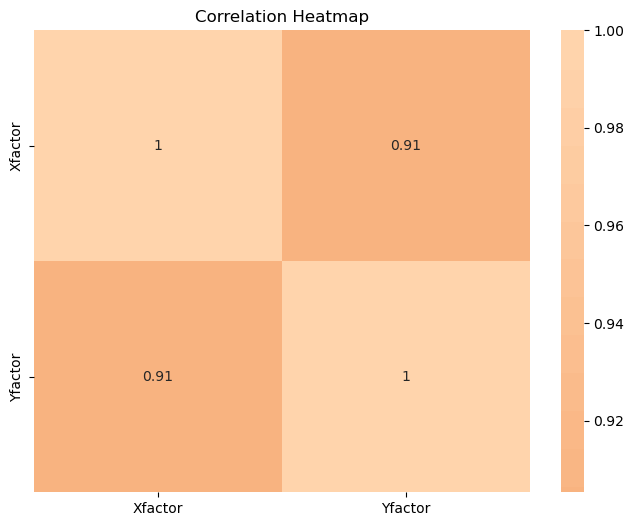 Correlation Heatmap
Xfactor
1
0.91
Yfactor
0.91
1
Xfactor
Yfactor
1.00
0.98
0.96
0.94
0.92